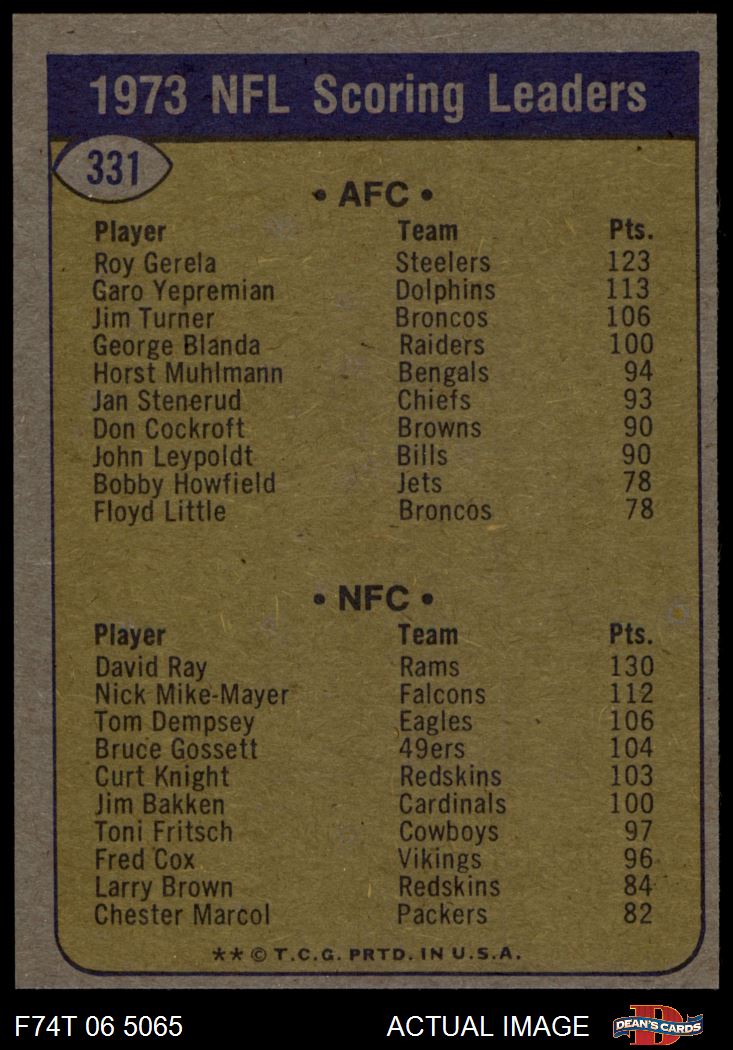 1973 NFL Scoring Leaders
331
• AFC •
Player Team Pts.
Roy Gerela Steelers 123
Garo Yepremian Dolphins 113
Jim Turner Broncos 106
George Blanda Raiders 100
Horst Muhlmann Bengals 94
Jan Stenerud Chiefs 93
Don Cockroft Browns 90
John Leypoldt Bills 90
Bobby Howfield Jets 78
Floyd Little Broncos 78
• NFC •
Player Team Pts.
David Ray Rams 130
Nick Mike-Mayer Falcons 112
Tom Dempsey Eagles 106
Bruce Gossett 49ers 104
Curt Knight Redskins 103
Jim Bakken Cardinals 100
Toni Fritsch Cowboys 97
Fred Cox Vikings 96
Larry Brown Redskins 84
Chester Marcol Packers 82
** © T.C.G. PRTD. IN U.S.A.
F74T 06 5065 ACTUAL IMAGE D DEAN'S CARDS